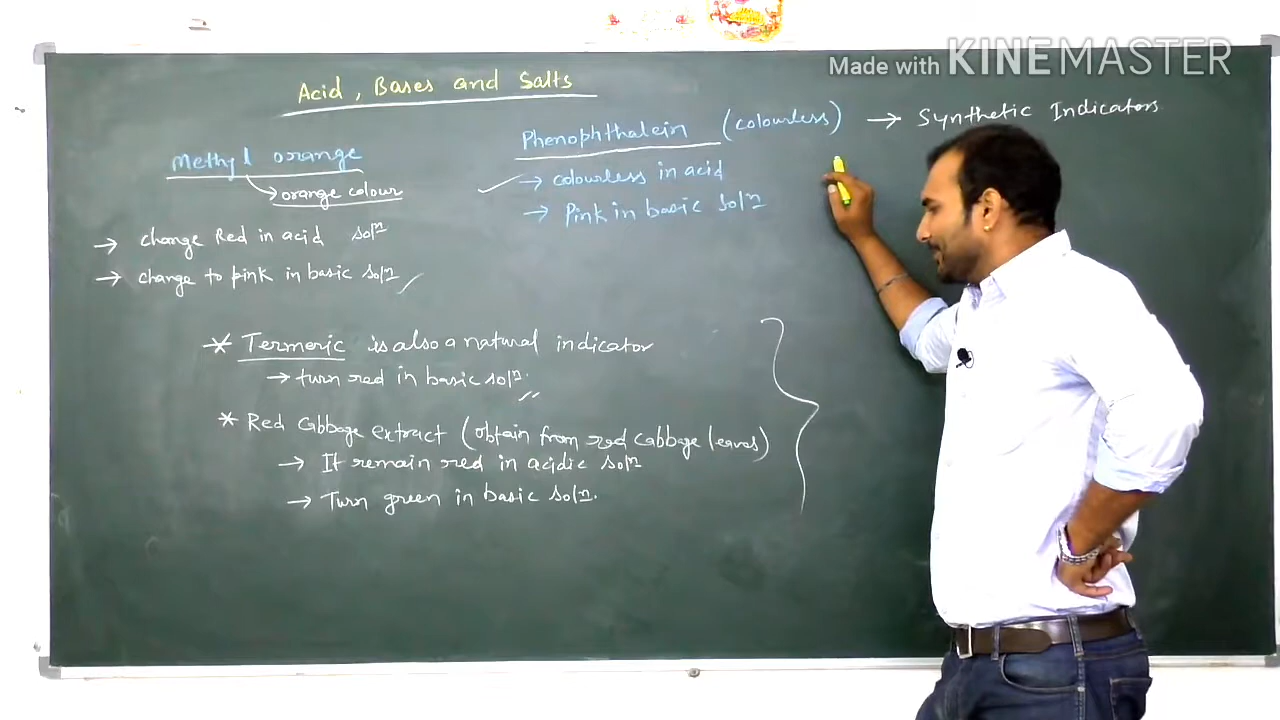 Made with KINEMASTER
Acid, Bases and Salts
Methyl orange
→ orange colour
→ change Red in acid solⁿ
→ change to pink in basic solⁿ
Phenophthalein (colourless) → Synthetic Indicators
→ colourless in acid
→ Pink in basic solⁿ
* Termeric is also a natural indicator
→ turn red in basic solⁿ.
* Red Cabbage extract (obtain from red cabbage leaves)
→ It remain red in acidic solⁿ
→ Turn green in basic solⁿ.